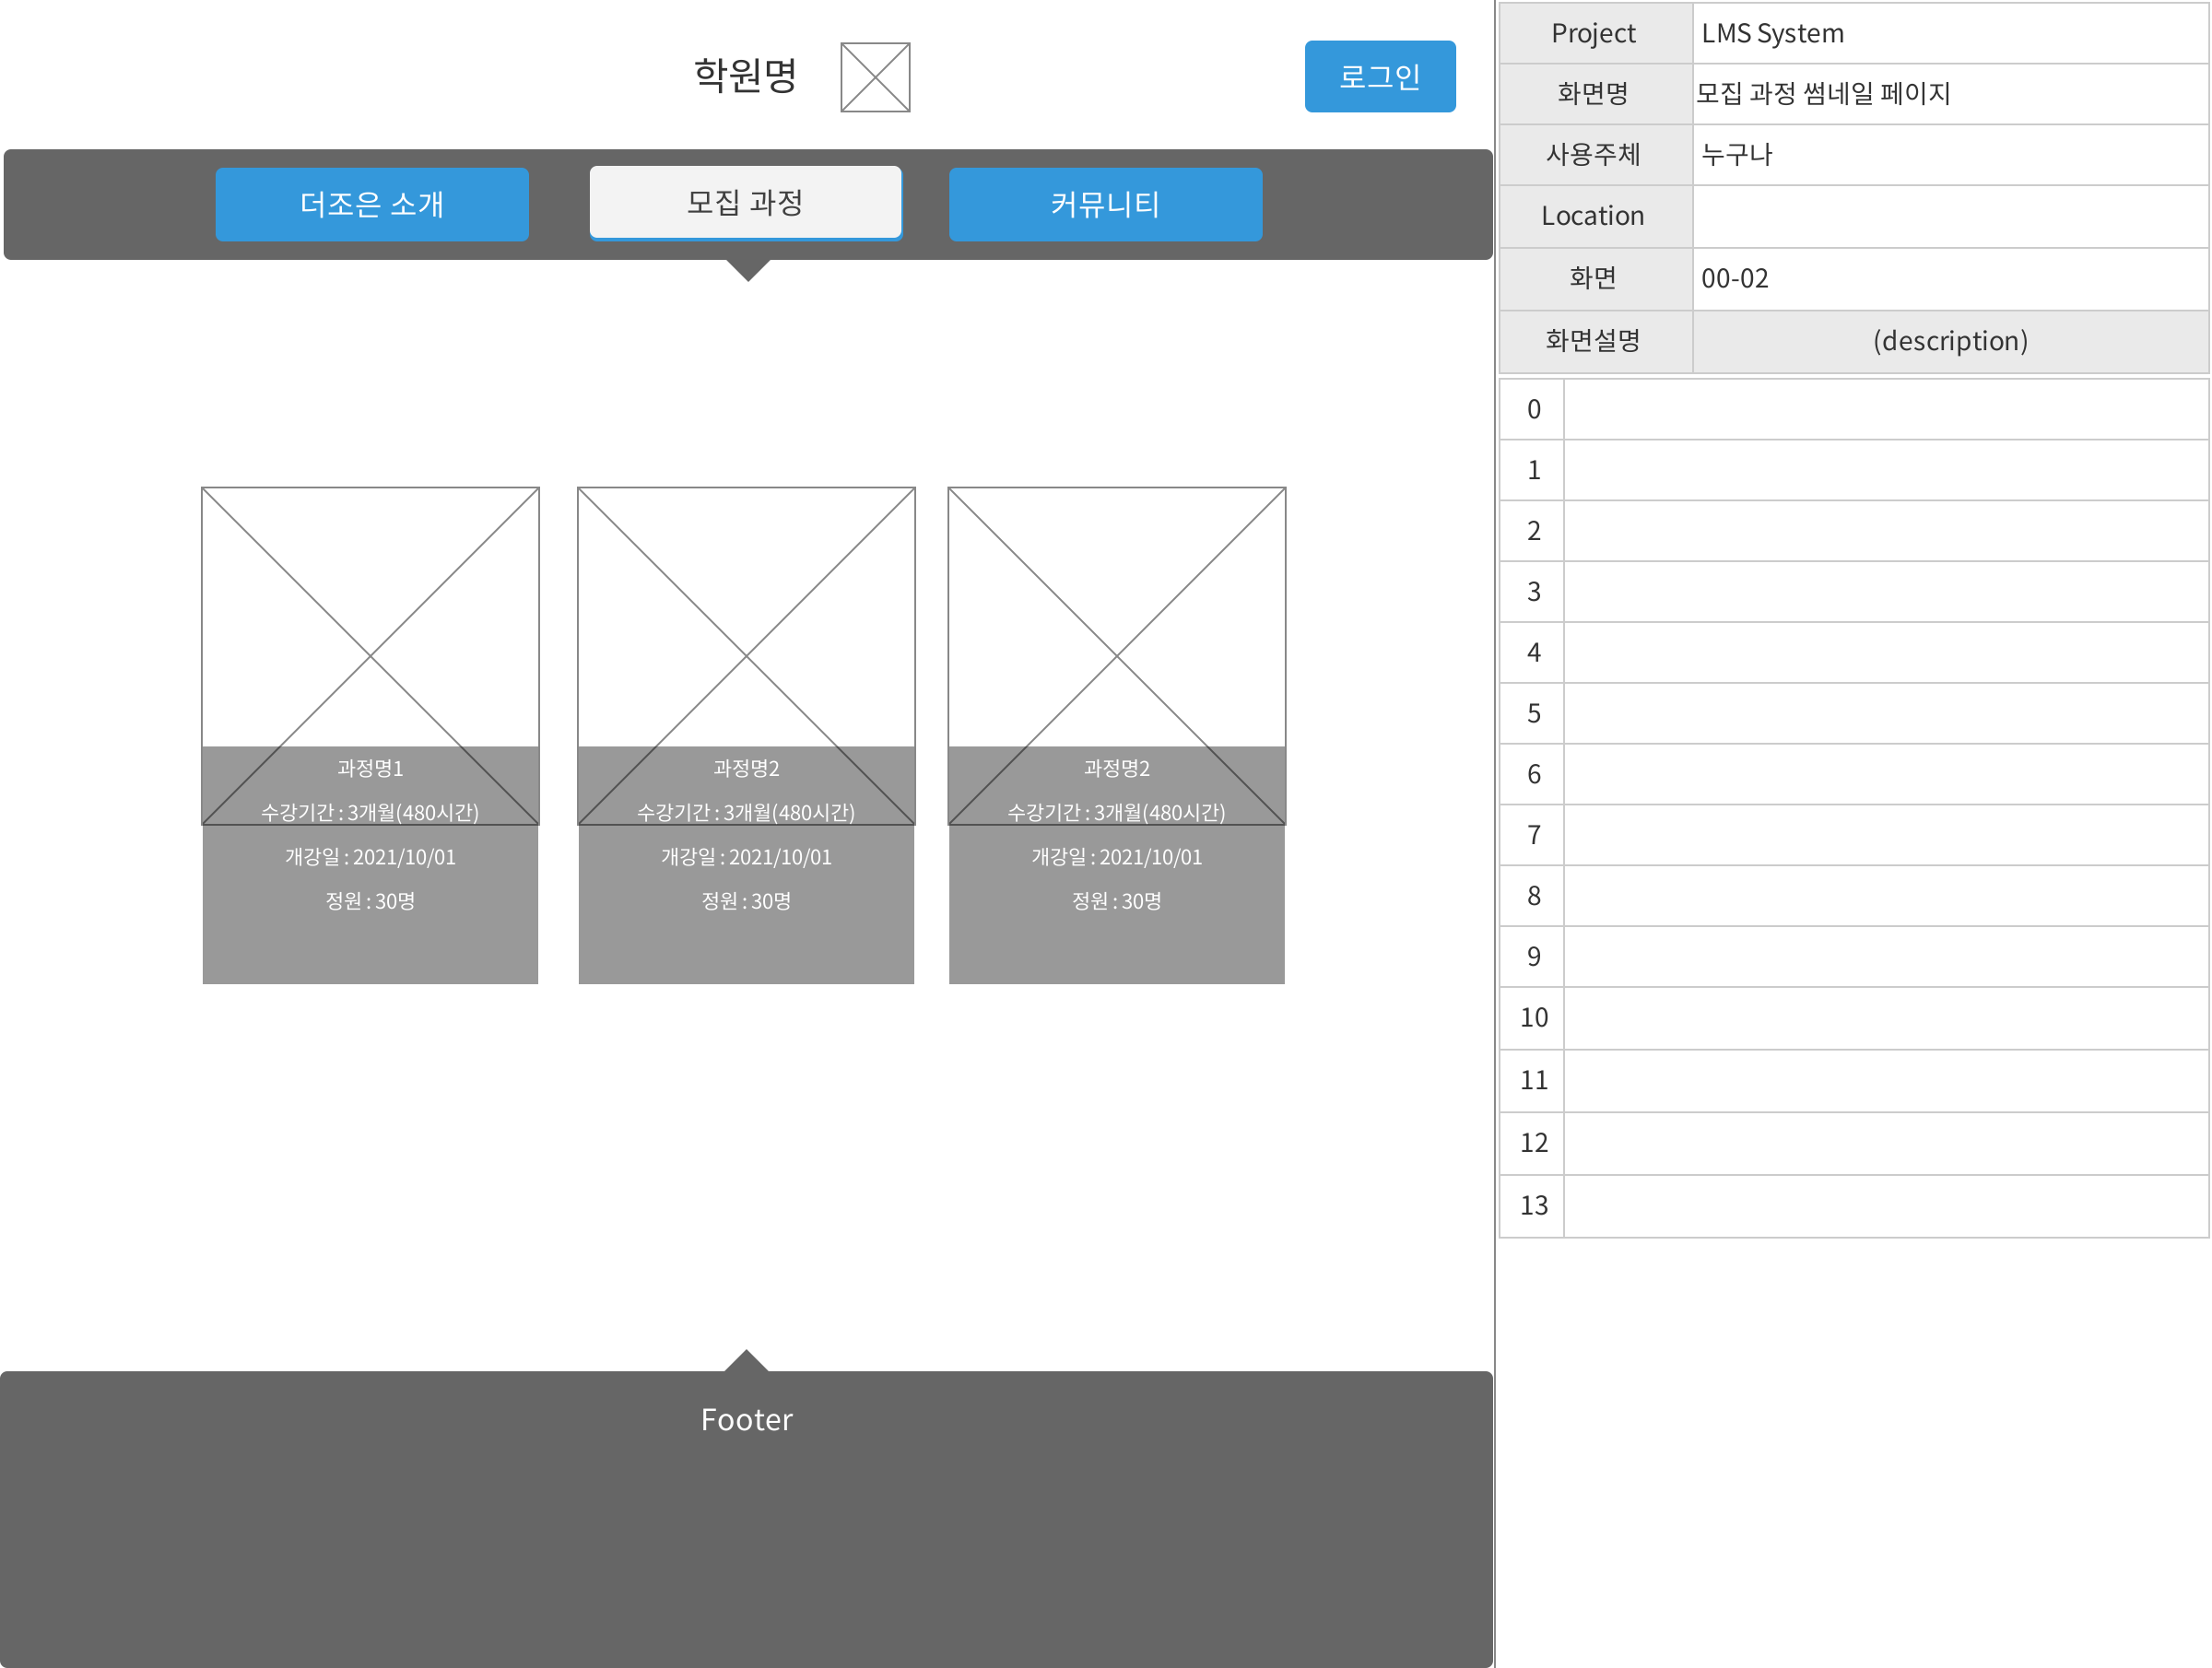 학원명
로그인
더조은 소개
모집 과정
커뮤니티
과정명1
수강기간 : 3개월(480시간)
개강일 : 2021/10/01
정원 : 30명
과정명2
수강기간 : 3개월(480시간)
개강일 : 2021/10/01
정원 : 30명
과정명2
수강기간 : 3개월(480시간)
개강일 : 2021/10/01
정원 : 30명
Footer
Project LMS System
화면명 모집 과정 썸네일 페이지
사용주체 누구나
Location
화면 00-02
화면설명 (description)
0
1
2
3
4
5
6
7
8
9
10
11
12
13